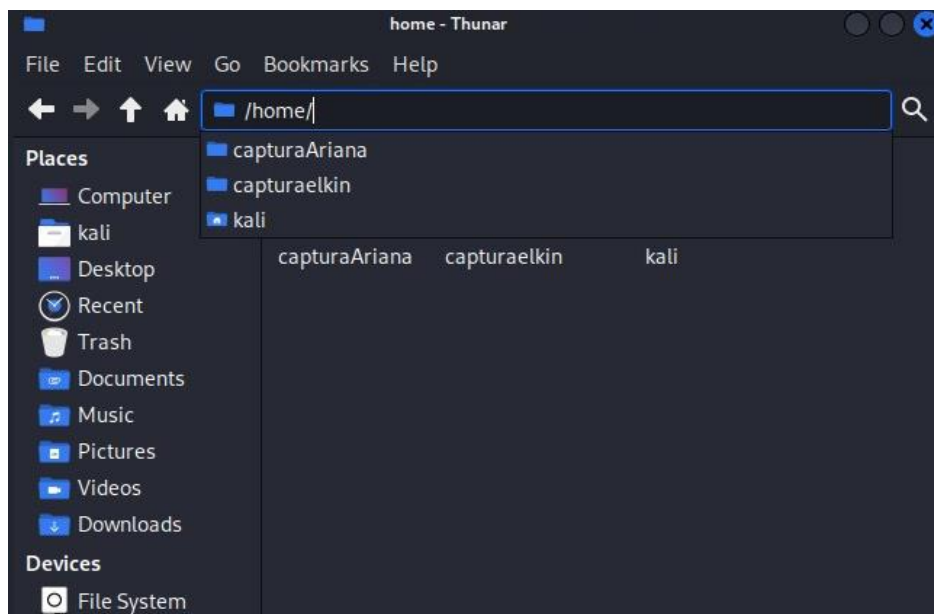 home - Thunar
File Edit View Go Bookmarks Help
/home/
Places
capturaAriana
capturaelkin
kali
Computer
kali
Desktop
Recent
Trash
Documents
Music
Pictures
Videos
Downloads
Devices
File System
capturaAriana capturaelkin kali